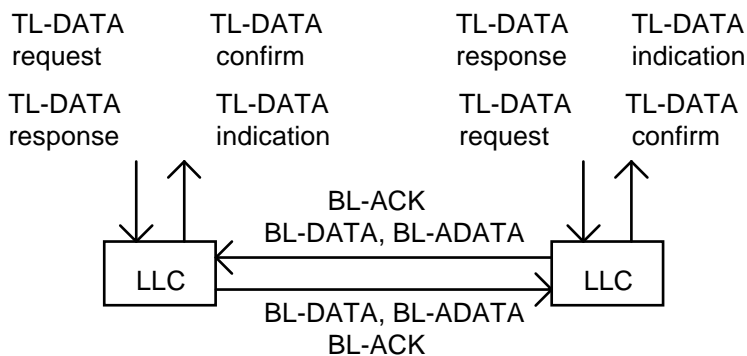 TL-DATA TL-DATA TL-DATA TL-DATA
request confirm response indication
TL-DATA TL-DATA TL-DATA TL-DATA
response indication request confirm
BL-ACK
BL-DATA, BL-ADATA
LLC LLC
BL-DATA, BL-ADATA
BL-ACK